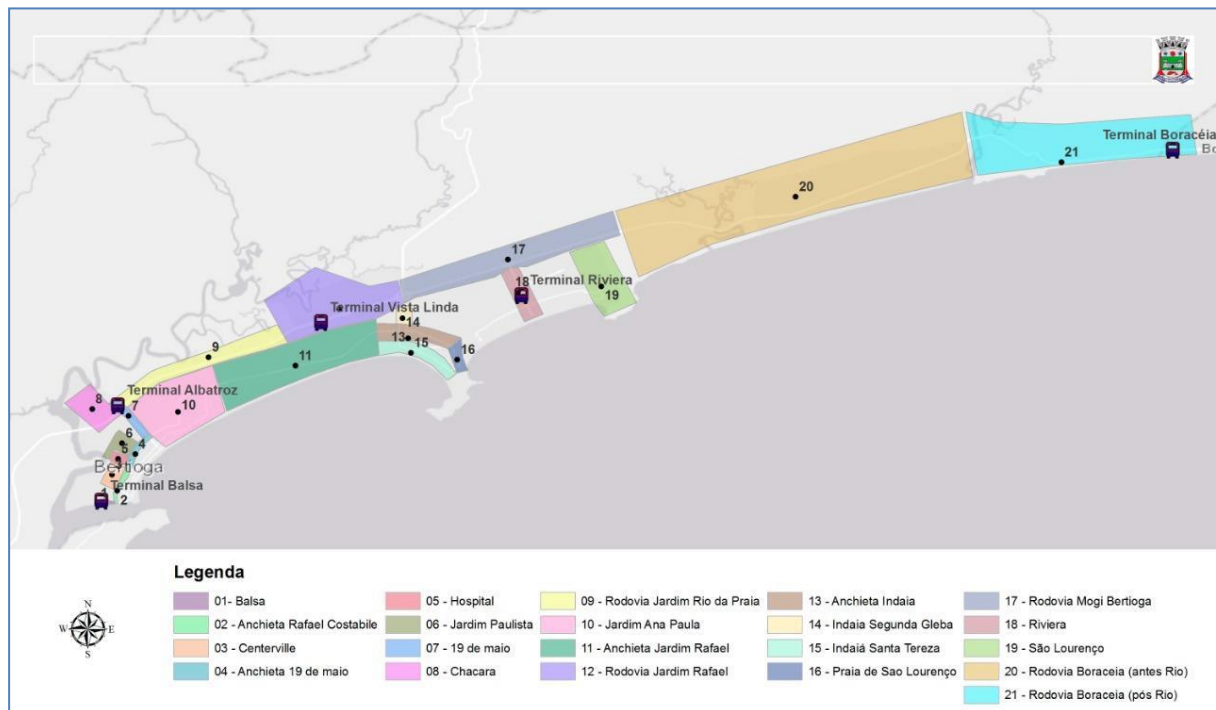 Terminal Boracéia
Bo
21
20
17
Terminal Riviera
18
19
Terminal Vista Linda
14
13
15
16
9
11
Terminal Albatroz
8
7
10
6
4
5
Bertioga
Terminal Balsa
1
2
Legenda
N
W E
S
01- Balsa
02 - Anchieta Rafael Costabile
03 - Centerville
04 - Anchieta 19 de maio
05 - Hospital
06 - Jardim Paulista
07 - 19 de maio
08 - Chacara
09 - Rodovia Jardim Rio da Praia
10 - Jardim Ana Paula
11 - Anchieta Jardim Rafael
12 - Rodovia Jardim Rafael
13 - Anchieta Indaia
14 - Indaia Segunda Gleba
15 - Indaiá Santa Tereza
16 - Praia de Sao Lourenço
17 - Rodovia Mogi Bertioga
18 - Riviera
19 - São Lourenço
20 - Rodovia Boraceia (antes Rio)
21 - Rodovia Boraceia (pós Rio)